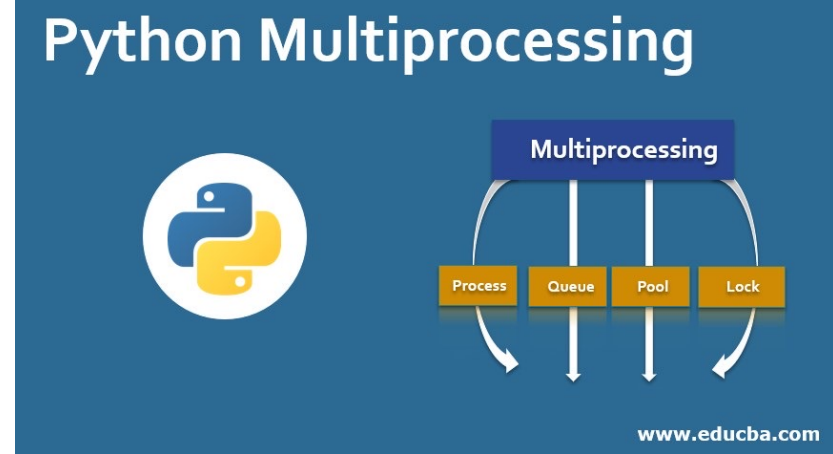 Python Multiprocessing
Multiprocessing
Process Queue Pool Lock
www.educba.com